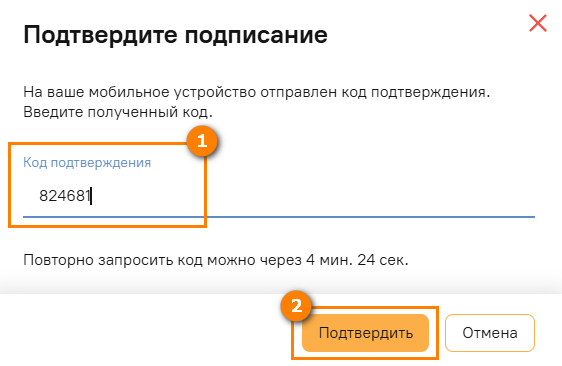 Подтвердите подписание
На ваше мобильное устройство отправлен код подтверждения.
Введите полученный код.
1
Код подтверждения
824681
Повторно запросить код можно через 4 мин. 24 сек.
2
Подтвердить Отмена